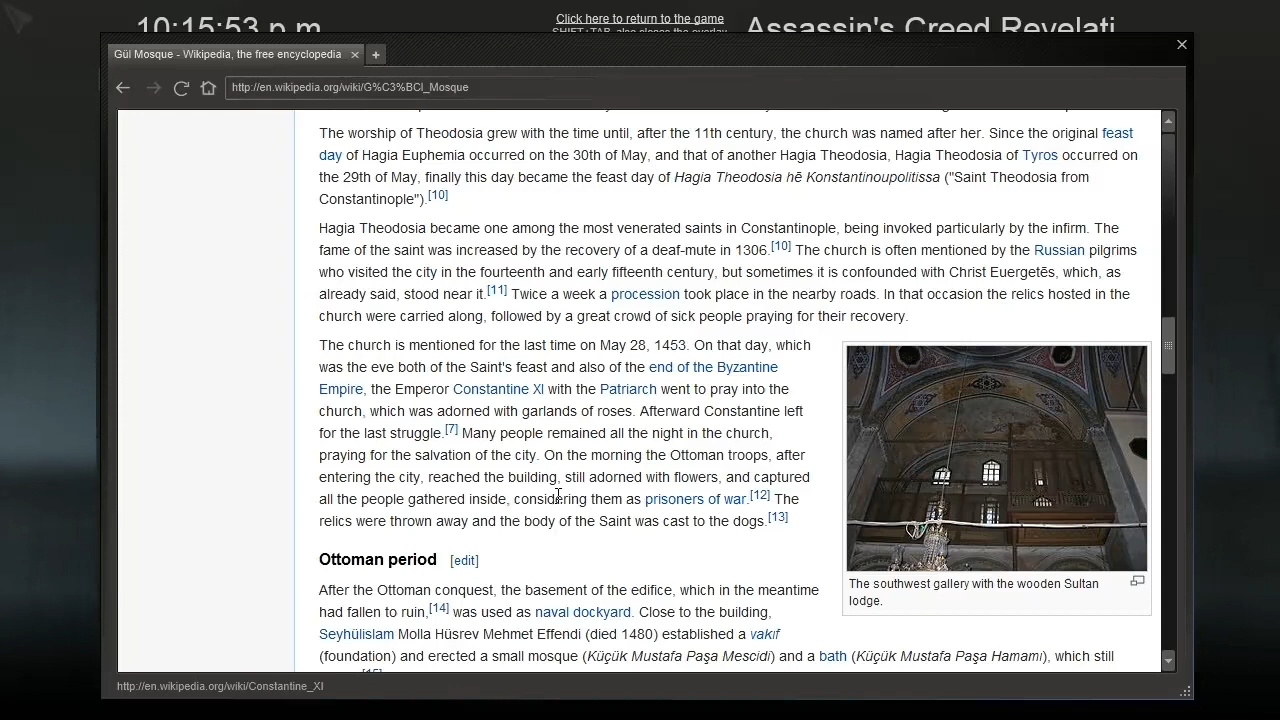 10:15:53 p.m
Click here to return to the game
Assassin's Creed Revelati
SHIFT+TAB also closes the overlay
Gül Mosque - Wikipedia, the free encyclopedia
http://en.wikipedia.org/wiki/G%C3%BCl_Mosque
The worship of Theodosia grew with the time until, after the 11th century, the church was named after her. Since the original feast
day of Hagia Euphemia occurred on the 30th of May, and that of another Hagia Theodosia, Hagia Theodosia of Tyros occurred on
the 29th of May, finally this day became the feast day of Hagia Theodosia hē Konstantinoupolitissa ("Saint Theodosia from
Constantinople").[10]
Hagia Theodosia became one among the most venerated saints in Constantinople, being invoked particularly by the infirm. The
fame of the saint was increased by the recovery of a deaf-mute in 1306.[10] The church is often mentioned by the Russian pilgrims
who visited the city in the fourteenth and early fifteenth century, but sometimes it is confounded with Christ Euergetēs, which, as
already said, stood near it.[11] Twice a week a procession took place in the nearby roads. In that occasion the relics hosted in the
church were carried along, followed by a great crowd of sick people praying for their recovery.
The church is mentioned for the last time on May 28, 1453. On that day, which
was the eve both of the Saint's feast and also of the end of the Byzantine
Empire, the Emperor Constantine XI with the Patriarch went to pray into the
church, which was adorned with garlands of roses. Afterward Constantine left
for the last struggle.[7] Many people remained all the night in the church,
praying for the salvation of the city. On the morning the Ottoman troops, after
entering the city, reached the building, still adorned with flowers, and captured
all the people gathered inside, considering them as prisoners of war.[12] The
relics were thrown away and the body of the Saint was cast to the dogs.[13]
The southwest gallery with the wooden Sultan
lodge.
Ottoman period [edit]
After the Ottoman conquest, the basement of the edifice, which in the meantime
had fallen to ruin,[14] was used as naval dockyard. Close to the building,
Seyhülislam Molla Hüsrev Mehmet Effendi (died 1480) established a vakıf
(foundation) and erected a small mosque (Küçük Mustafa Paşa Mescidi) and a bath (Küçük Mustafa Paşa Hamamı), which still
http://en.wikipedia.org/wiki/Constantine_XI